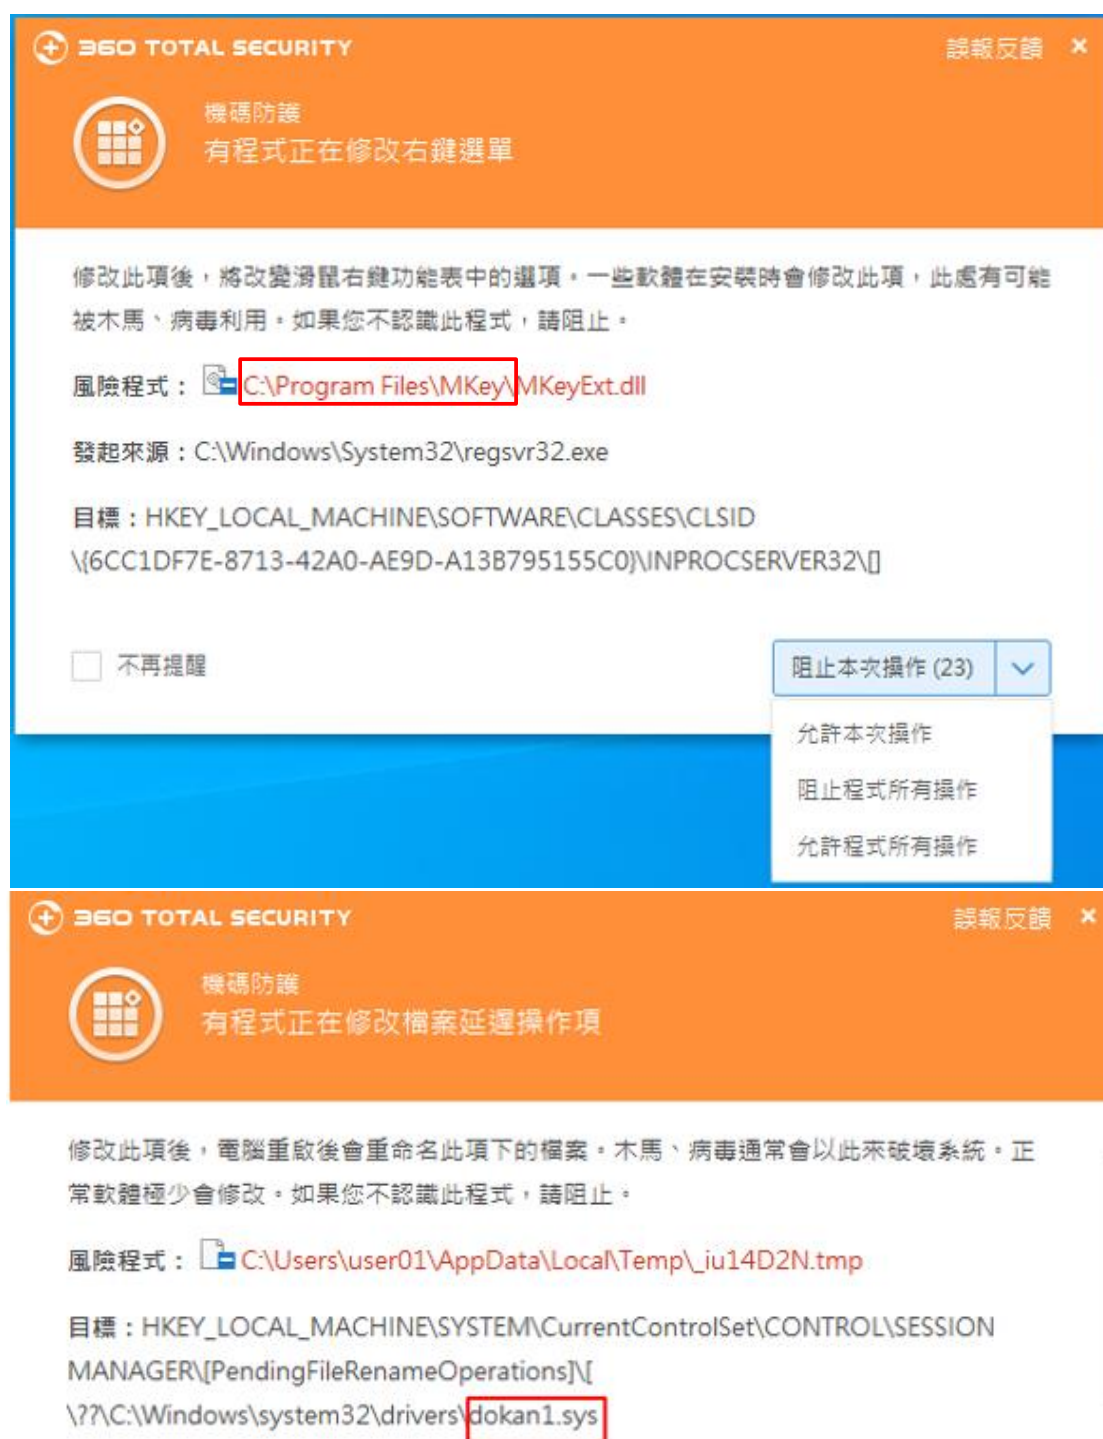 360 TOTAL SECURITY
誤報反饋 ×
機碼防護
有程式正在修改右鍵選單
修改此項後，將改變滑鼠右鍵功能表中的選項。一些軟體在安裝時會修改此項，此處有可能
被木馬、病毒利用。如果您不認識此程式，請阻止。
風險程式： C:\Program Files\MKey\MKeyExt.dll
發起來源：C:\Windows\System32\regsvr32.exe
目標：HKEY_LOCAL_MACHINE\SOFTWARE\CLASSES\CLSID
\{6CC1DF7E-8713-42A0-AE9D-A13B795155C0}\INPROCSERVER32\[]
不再提醒
阻止本次操作 (23)
允許本次操作
阻止程式所有操作
允許程式所有操作
360 TOTAL SECURITY
誤報反饋 ×
機碼防護
有程式正在修改檔案延遲操作項
修改此項後，電腦重啟後會重命名此項下的檔案。木馬、病毒通常會以此來破壞系統。正
常軟體極少會修改。如果您不認識此程式，請阻止。
風險程式： C:\Users\user01\AppData\Local\Temp\_iu14D2N.tmp
目標：HKEY_LOCAL_MACHINE\SYSTEM\CurrentControlSet\CONTROL\SESSION
MANAGER\[PendingFileRenameOperations]\[
\??\C:\Windows\system32\drivers\dokan1.sys